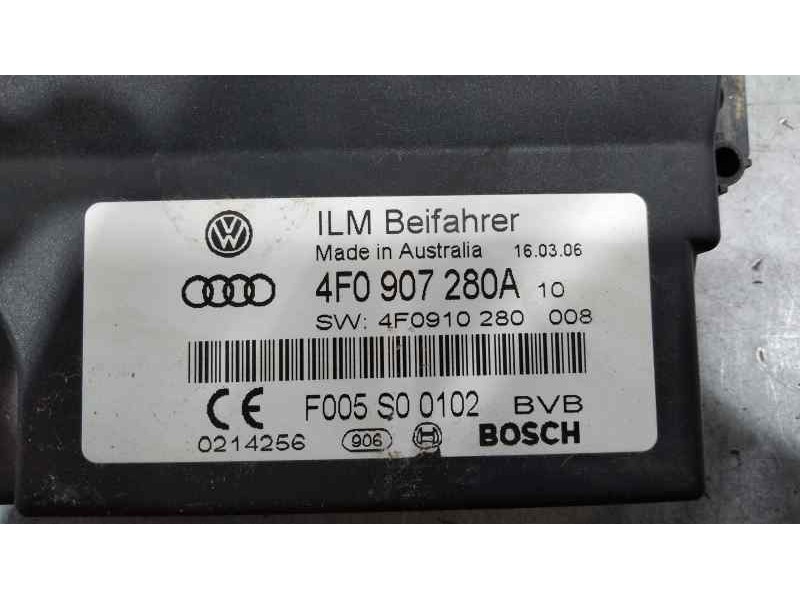 ILM Beifahrer
Made in Australia 16.03.06
4F0 907 280A 10
SW: 4F0910 280 008
CE F005 S0 0102 BVB
0214256 906 BOSCH